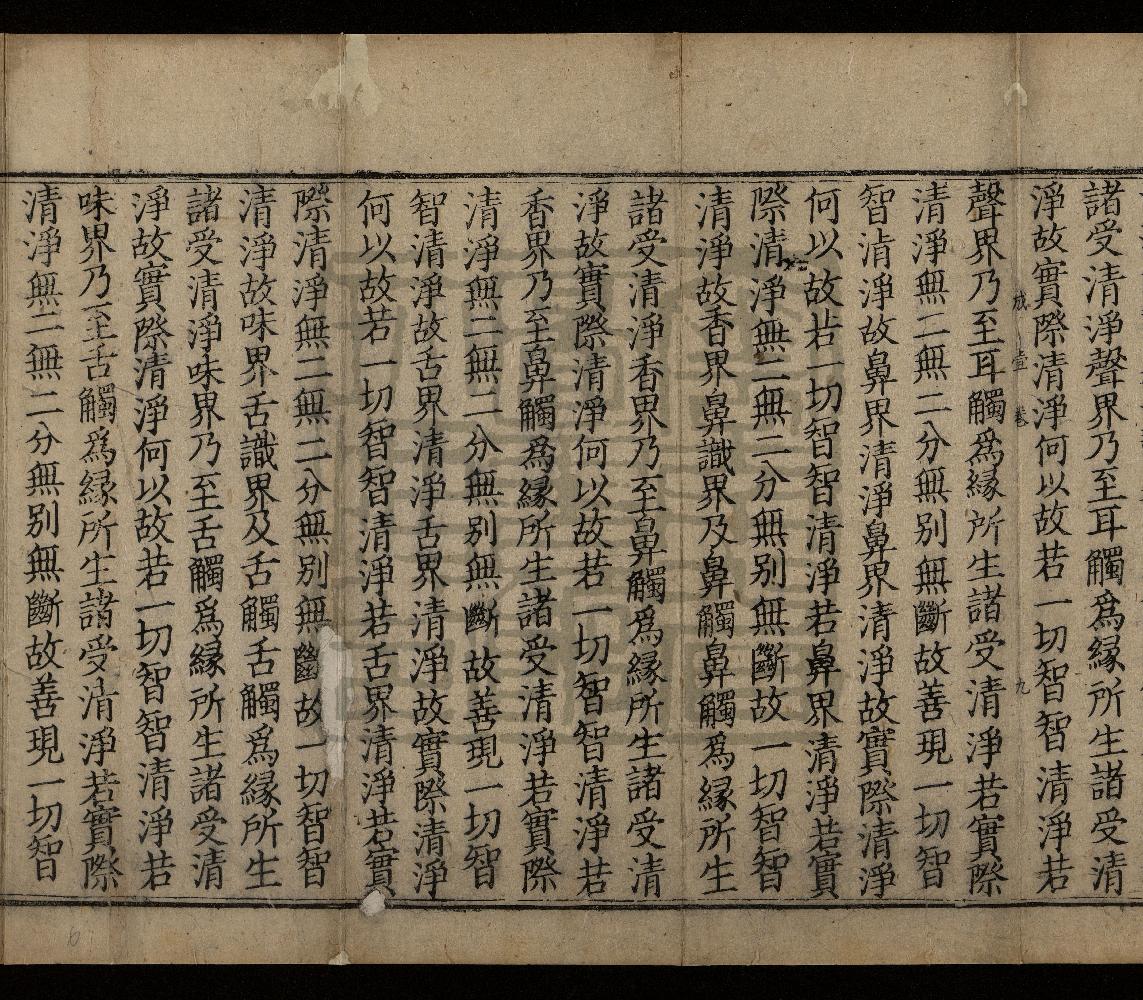 諸受清淨聲界乃至耳觸爲緣所生諸受清
淨故實際清淨何以故若一切智智清淨若
聲界乃至耳觸爲緣所生諸受清淨若實際
清淨無二無二分無別無斷故善現一切智
智清淨故鼻界清淨鼻界清淨故實際清淨
何以故若一切智智清淨若鼻界清淨若實
際清淨無二無二分無別無斷故一切智智
清淨故香界鼻識界及鼻觸鼻觸爲緣所生
諸受清淨香界乃至鼻觸爲緣所生諸受清
淨故實際清淨何以故若一切智智清淨若
香界乃至鼻觸爲緣所生諸受清淨若實際
清淨無二無二分無別無斷故善現一切智
智清淨故舌界清淨舌界清淨故實際清淨
何以故若一切智智清淨若舌界清淨若實
際清淨無二無二分無別無斷故一切智智
清淨故味界舌識界及舌觸舌觸爲緣所生
諸受清淨味界乃至舌觸爲緣所生諸受清
淨故實際清淨何以故若一切智智清淨若
味界乃至舌觸爲緣所生諸受清淨若實際
清淨無二無二分無別無斷故善現一切智